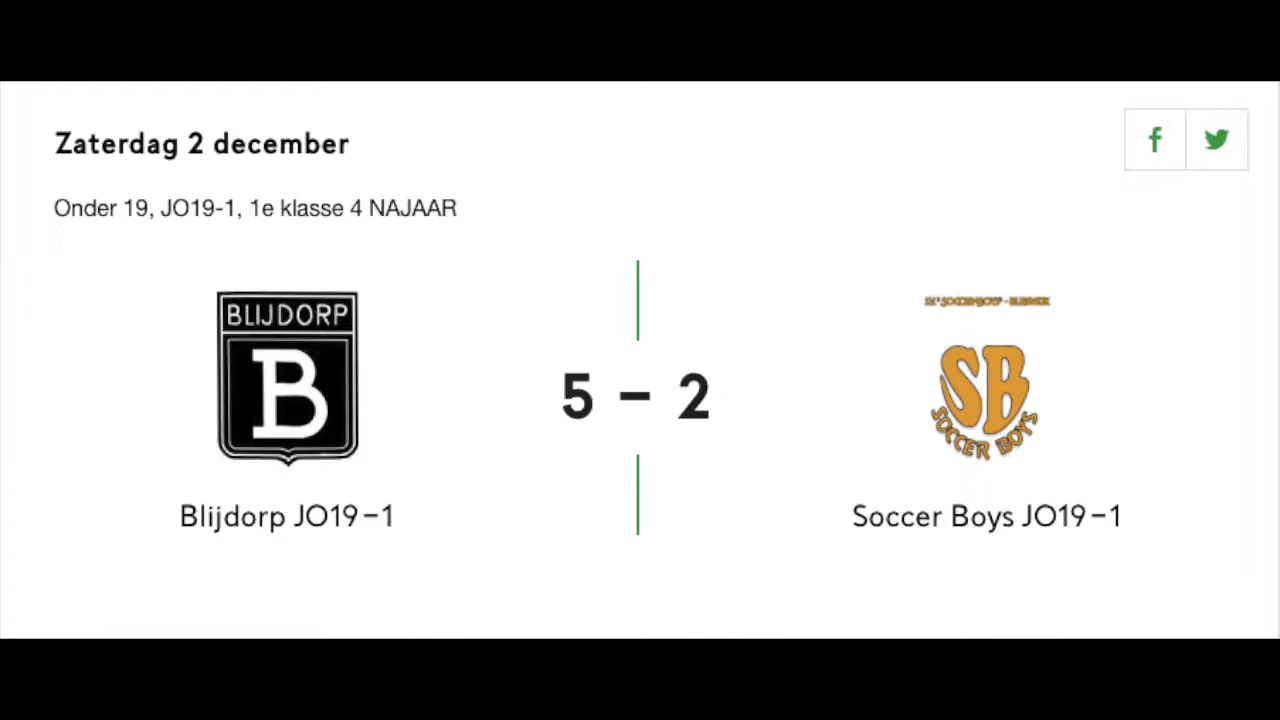 Zaterdag 2 december
Onder 19, JO19-1, 1e klasse 4 NAJAAR
BLIJDORP
B
5 - 2
SB
SOCCER BOYS
Blijdorp JO19-1
Soccer Boys JO19-1